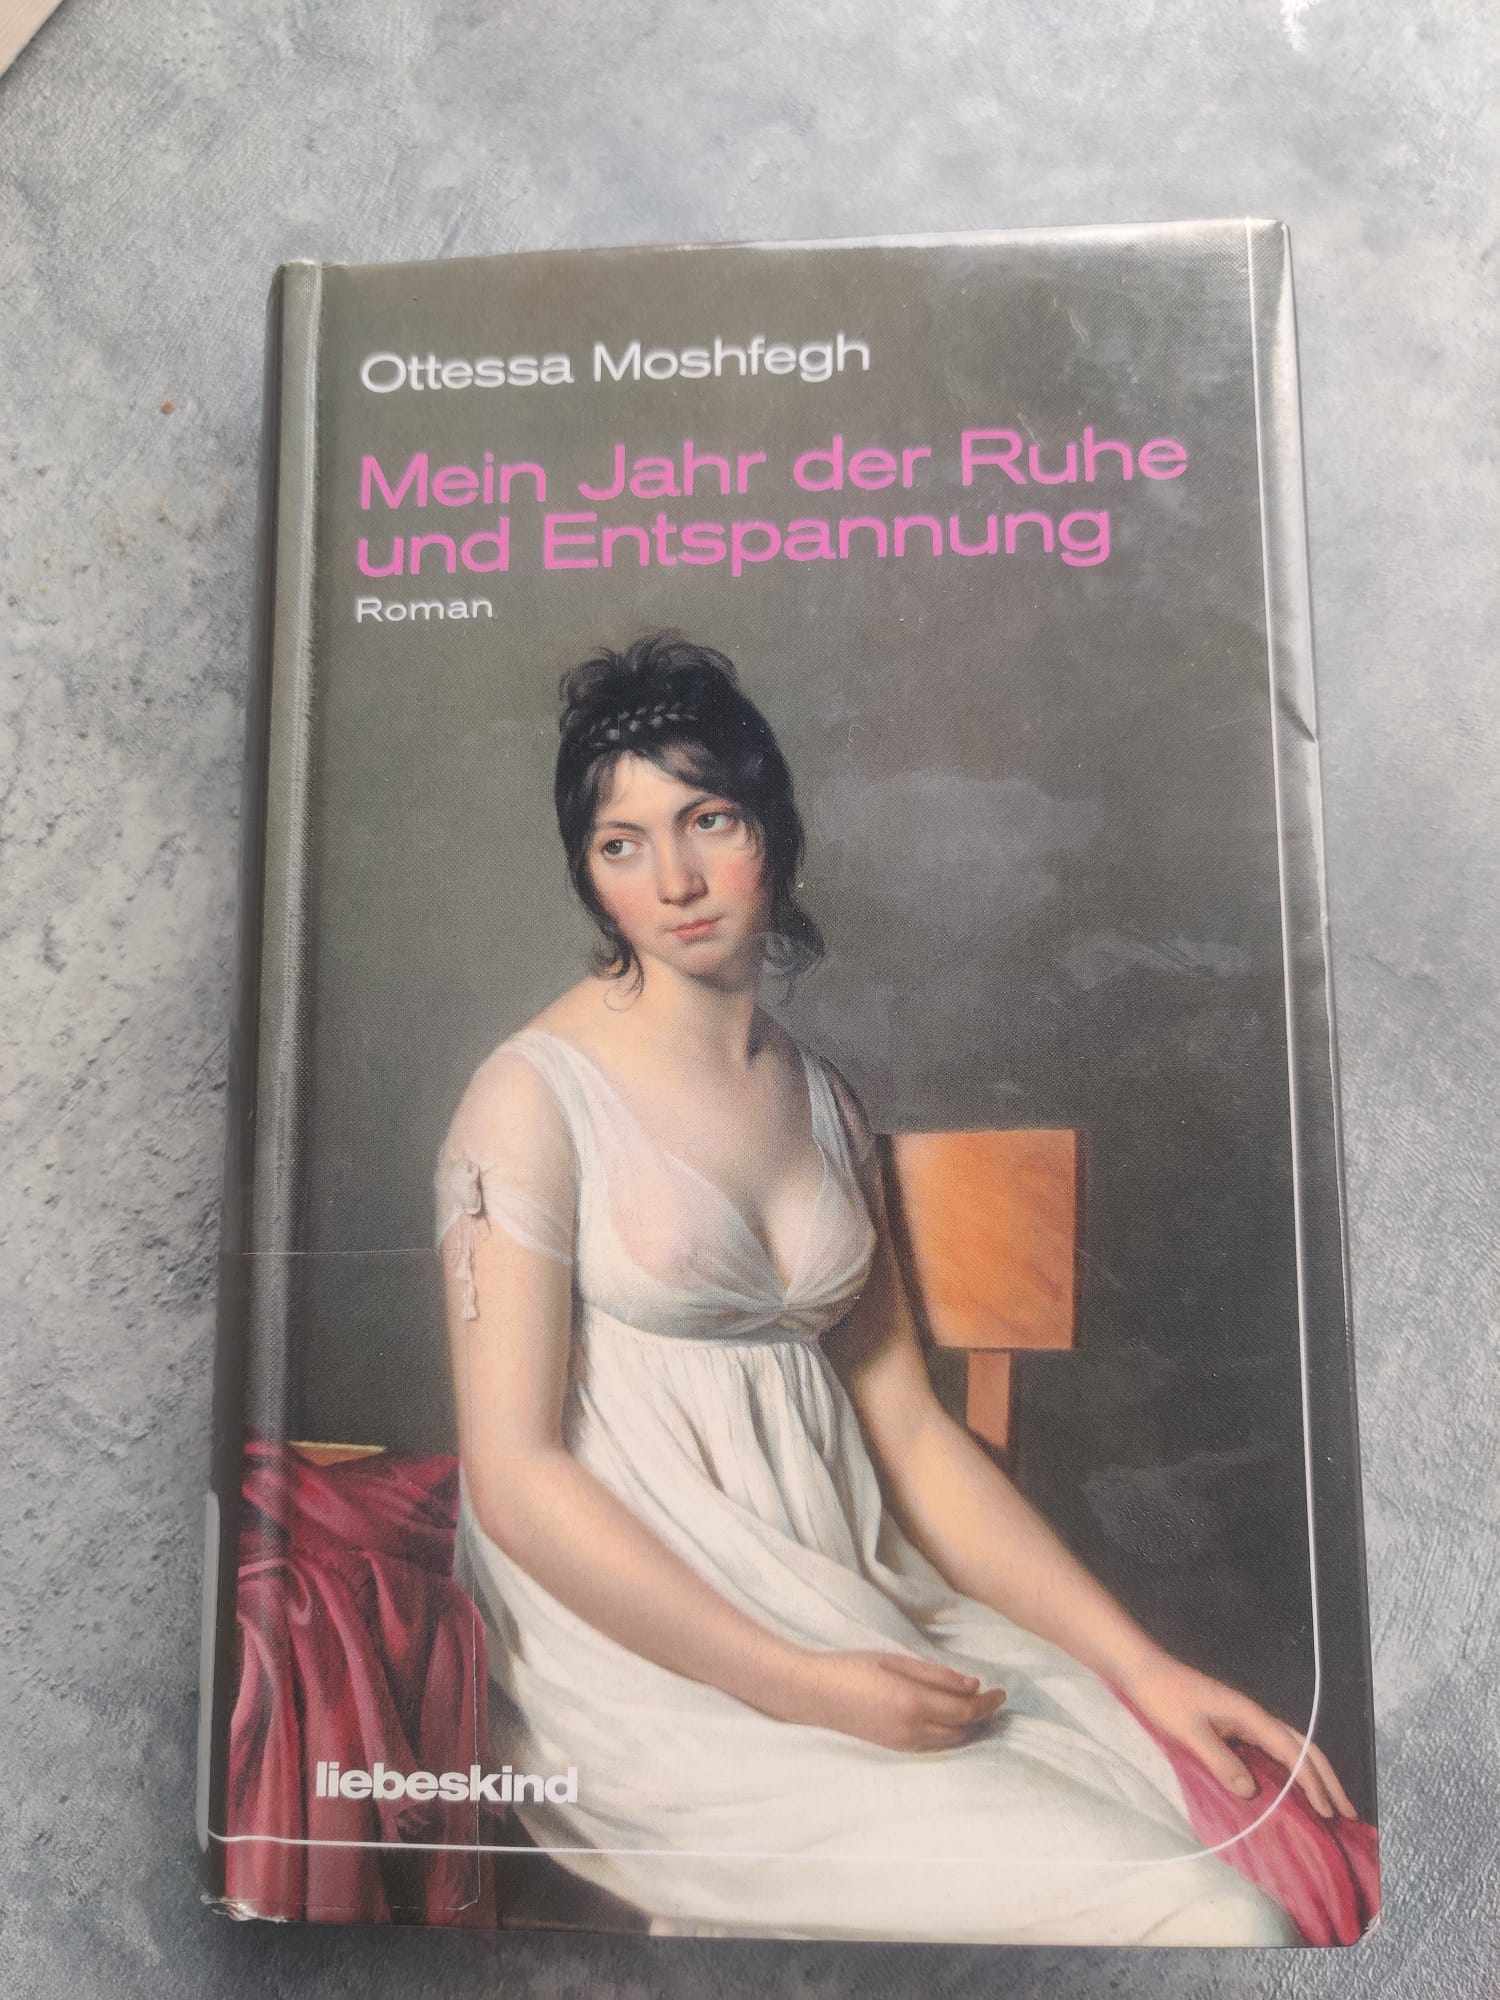 Ottessa Moshfegh
Mein Jahr der Ruhe
und Entspannung
Roman
liebeskind